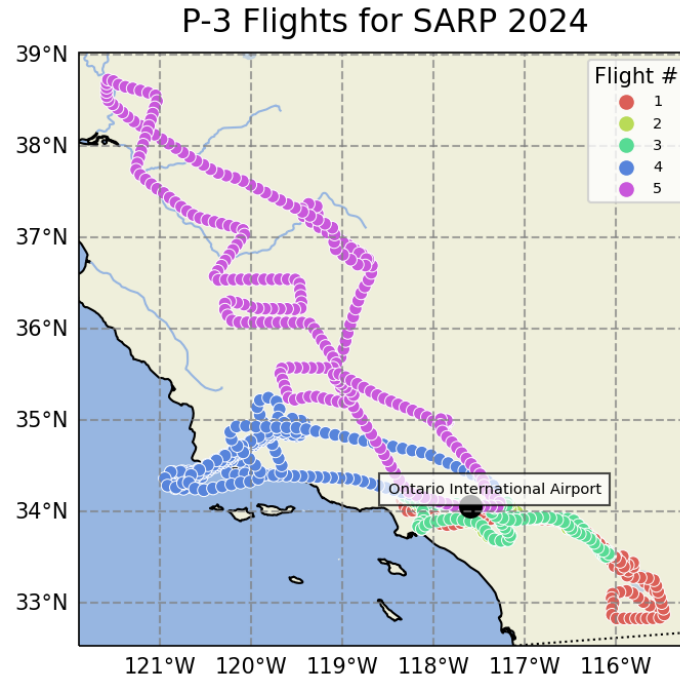 P-3 Flights for SARP 2024
39°N
38°N
37°N
36°N
35°N
34°N
33°N
Flight #
1
2
3
4
5
Ontario International Airport
121°W
120°W
119°W
118°W
117°W
116°W